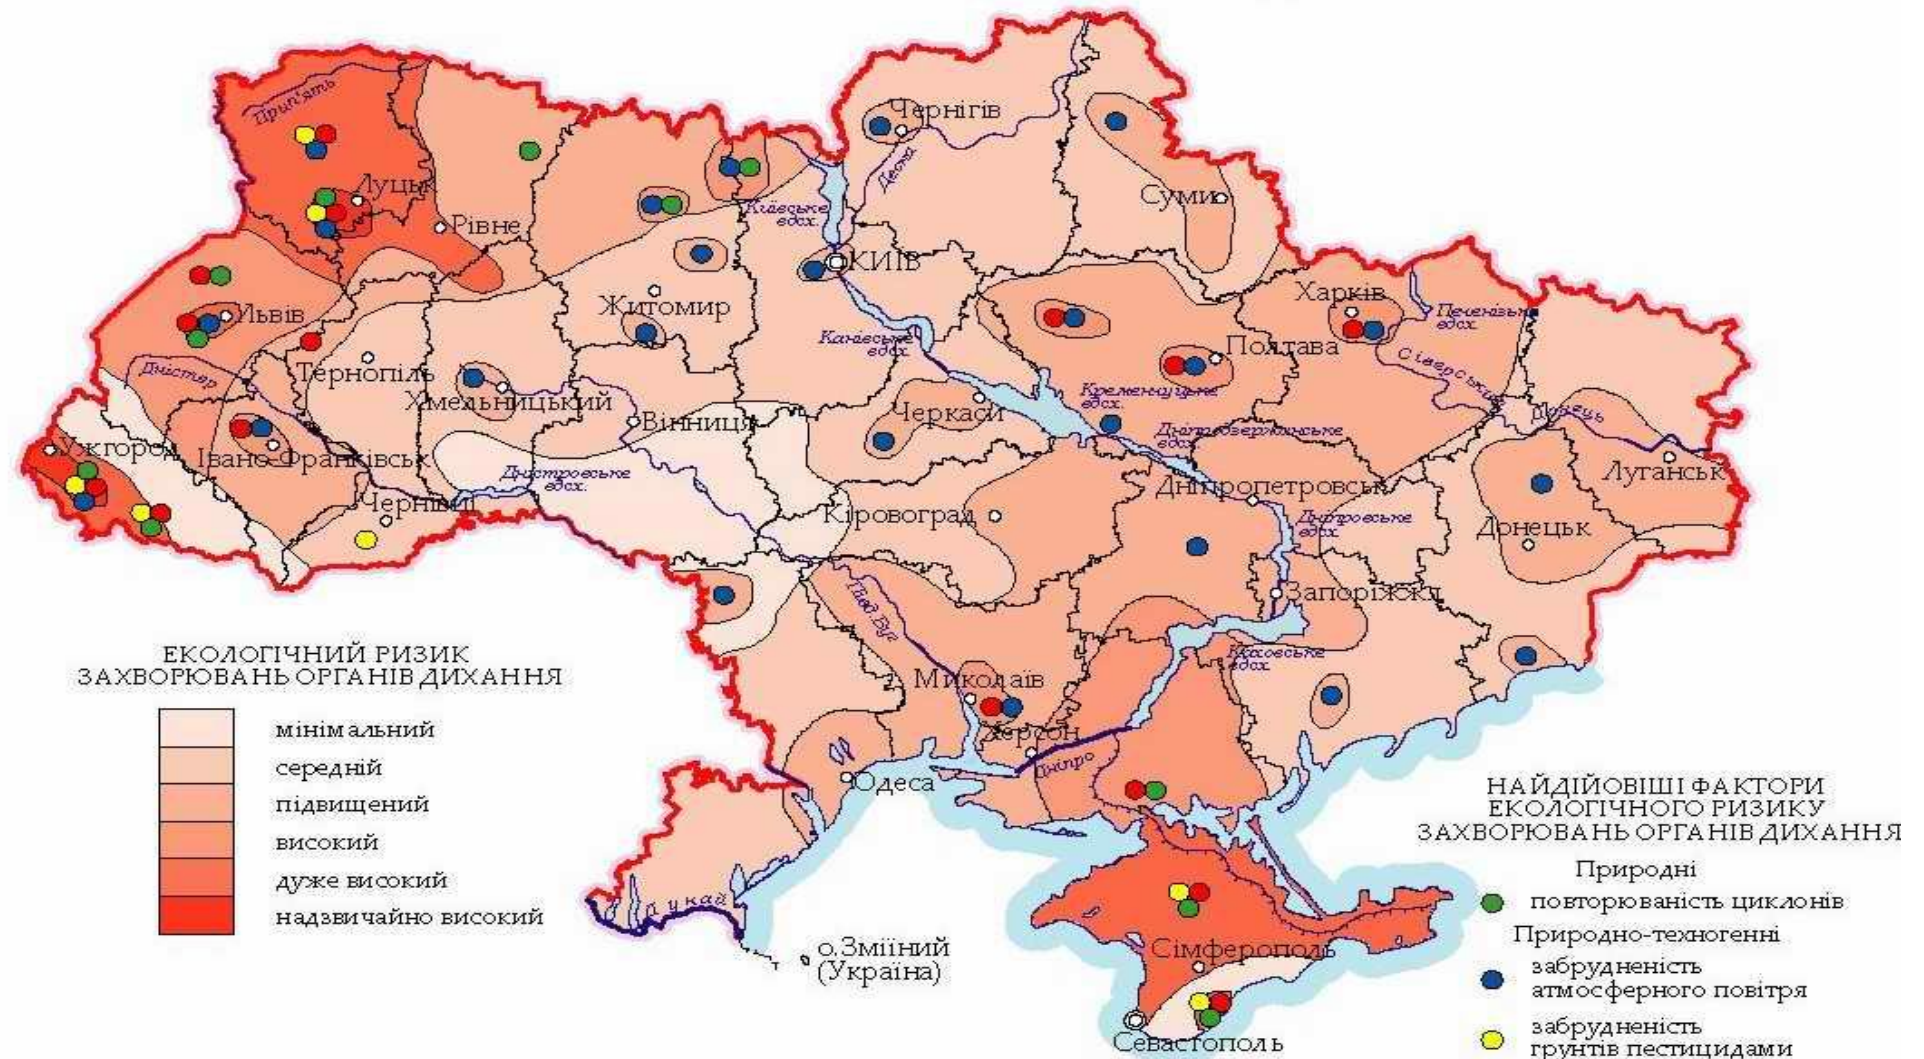 Прип'ять
Чернігів
Десна
Луцьк
Суми
Рівне
Київське
вдсх.
КИЇВ
Житомир
Харків
Печенізьке
вдсх.
Львів
Канівське
вдсх.
Полтава
Сіверський
Донець
Дністер
Тернопіль
Хмельницький
Кременчуцьке
вдсх.
Черкаси
Вінниця
Дніпродзержинське
вдсх.
Ужгород
Івано-Франківськ
Луганськ
Дністровське
вдсх.
Дніпропетровськ
Чернівці
Кіровоград
Дніпровське
вдсх.
Донецьк
Запоріжжя
Півд.Буг
Каховське
вдсх.
Миколаїв
Херсон
Дніпро
Одеса
Дунай
о.Зміїний
(Україна)
Сімферополь
Севастополь
ЕКОЛОГІЧНИЙ РИЗИК
ЗАХВОРЮВАНЬ ОРГАНІВ ДИХАННЯ
мінімальний
середній
підвищений
високий
дуже високий
надзвичайно високий
НАЙДІЙОВІШІ ФАКТОРИ
ЕКОЛОГІЧНОГО РИЗИКУ
ЗАХВОРЮВАНЬ ОРГАНІВ ДИХАННЯ
Природні
повторюваність циклонів
Природно-техногенні
забрудненість
атмосферного повітря
забрудненість
грунтів пестицидами